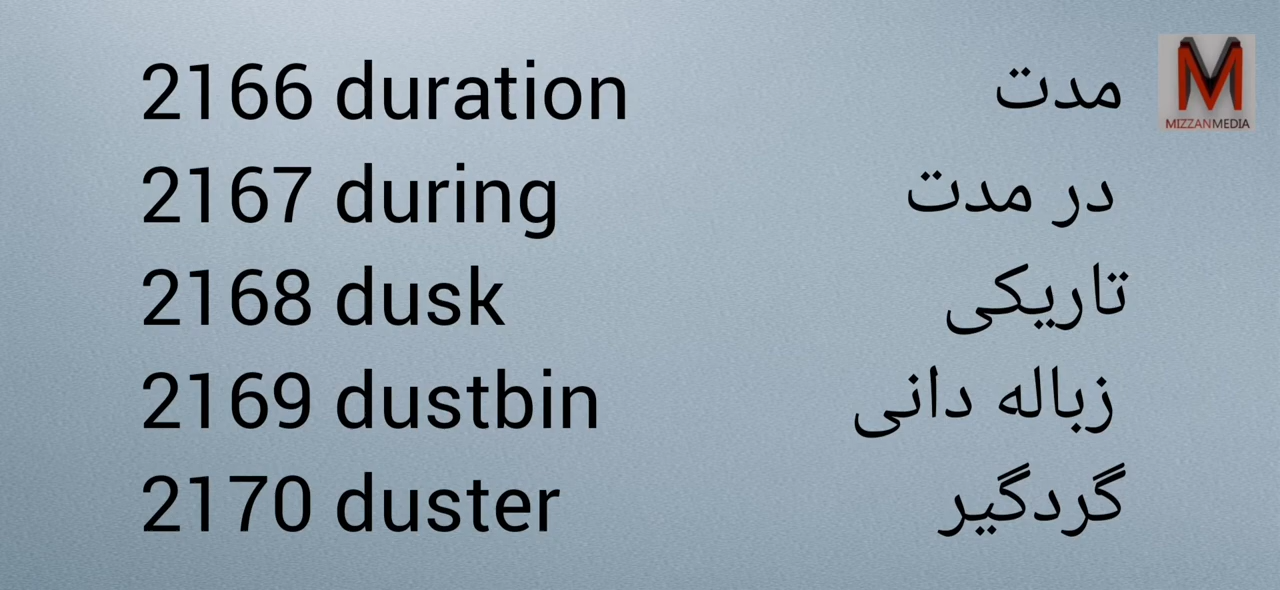 2166 duration مدت
2167 during در مدت
2168 dusk تاریکی
2169 dustbin زباله دانی
2170 duster گردگیر
MIZZANMEDIA